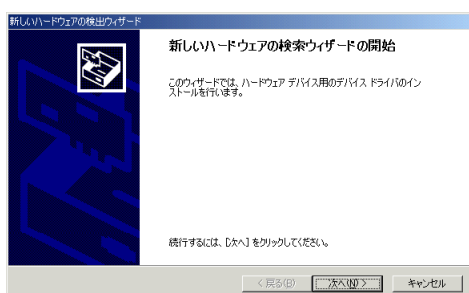 新しいハードウェアの検出ウィザード
新しいハードウェアの検索ウィザードの開始
このウィザードでは、ハードウェア デバイス用のデバイス ドライバのイン
ストールを行います。
続行するには、[次へ] をクリックしてください。
< 戻る(B)
次へ(N) >
キャンセル